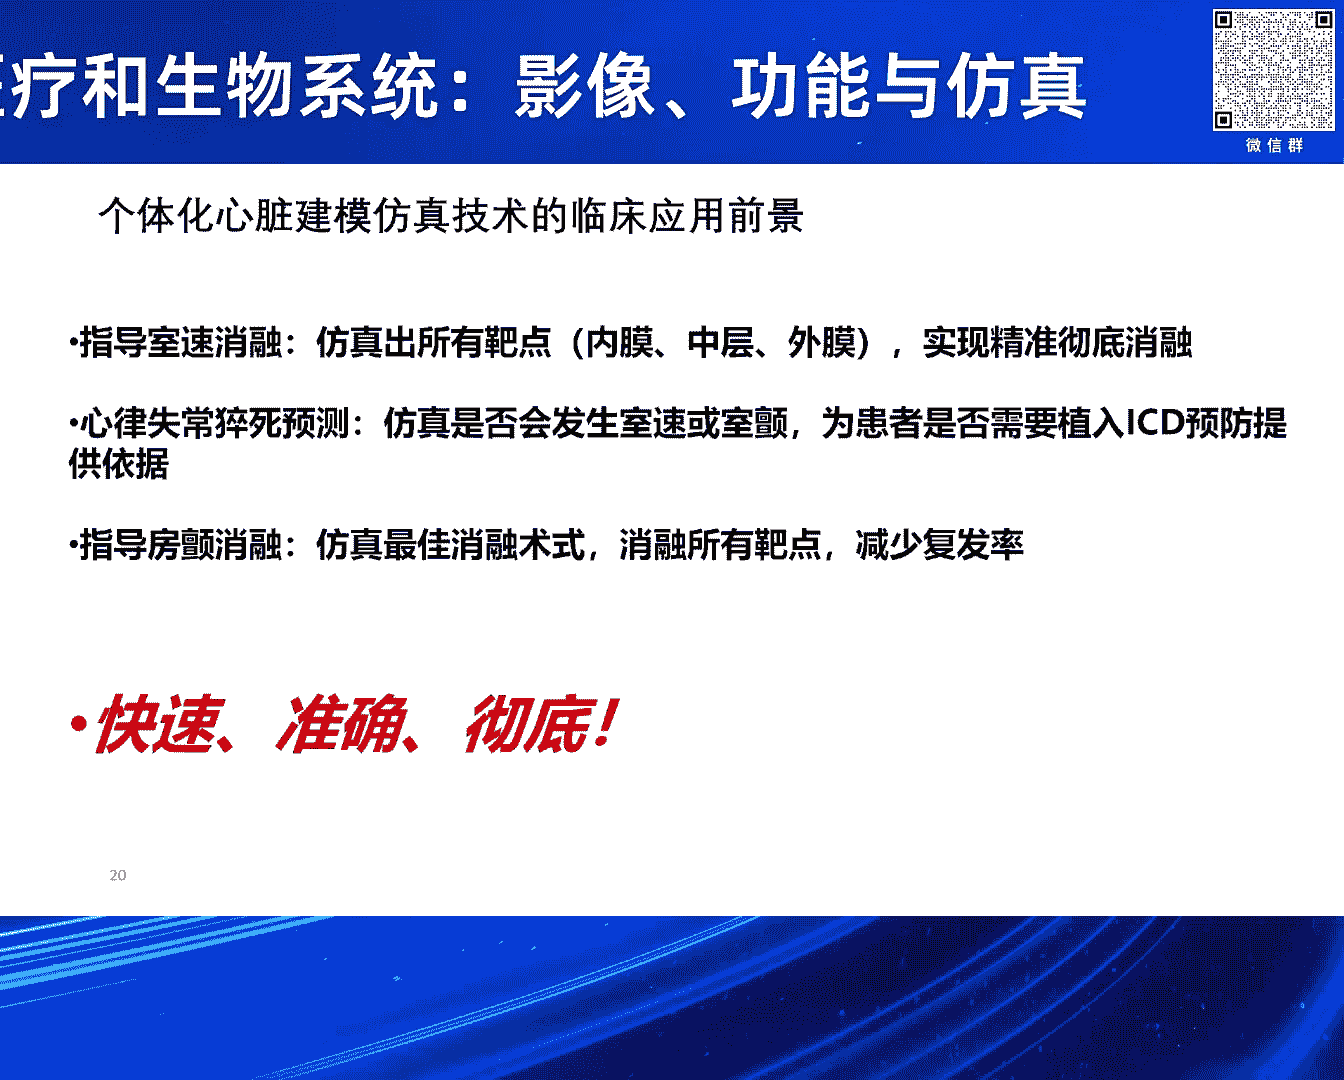 疗和生物系统：影像、功能与仿真
微信群
个体化心脏建模仿真技术的临床应用前景
•指导室速消融：仿真出所有靶点（内膜、中层、外膜），实现精准彻底消融
•心律失常猝死预测：仿真是否会发生室速或室颤，为患者是否需要植入ICD预防提
供依据
•指导房颤消融：仿真最佳消融术式，消融所有靶点，减少复发率
•快速、准确、彻底！
20